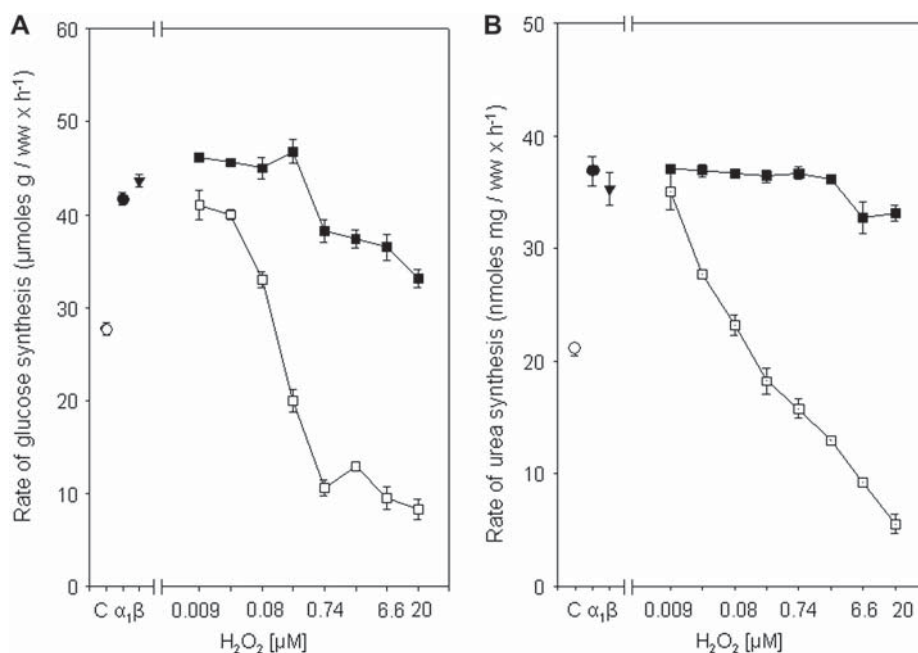 A
B
Rate of glucose synthesis (µmoles g / ww x h-1)
60
50
40
30
20
10
0
C α1 β
0.009 0.08 0.74 6.6 20
H2O2 [µM]
Rate of urea synthesis (nmoles mg / ww x h-1)
50
40
30
20
10
0
C α1 β
0.009 0.08 0.74 6.6 20
H2O2 [µM]